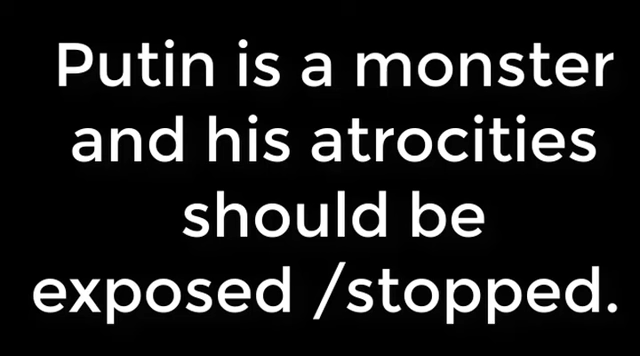 Putin is a monster
and his atrocities
should be
exposed /stopped.